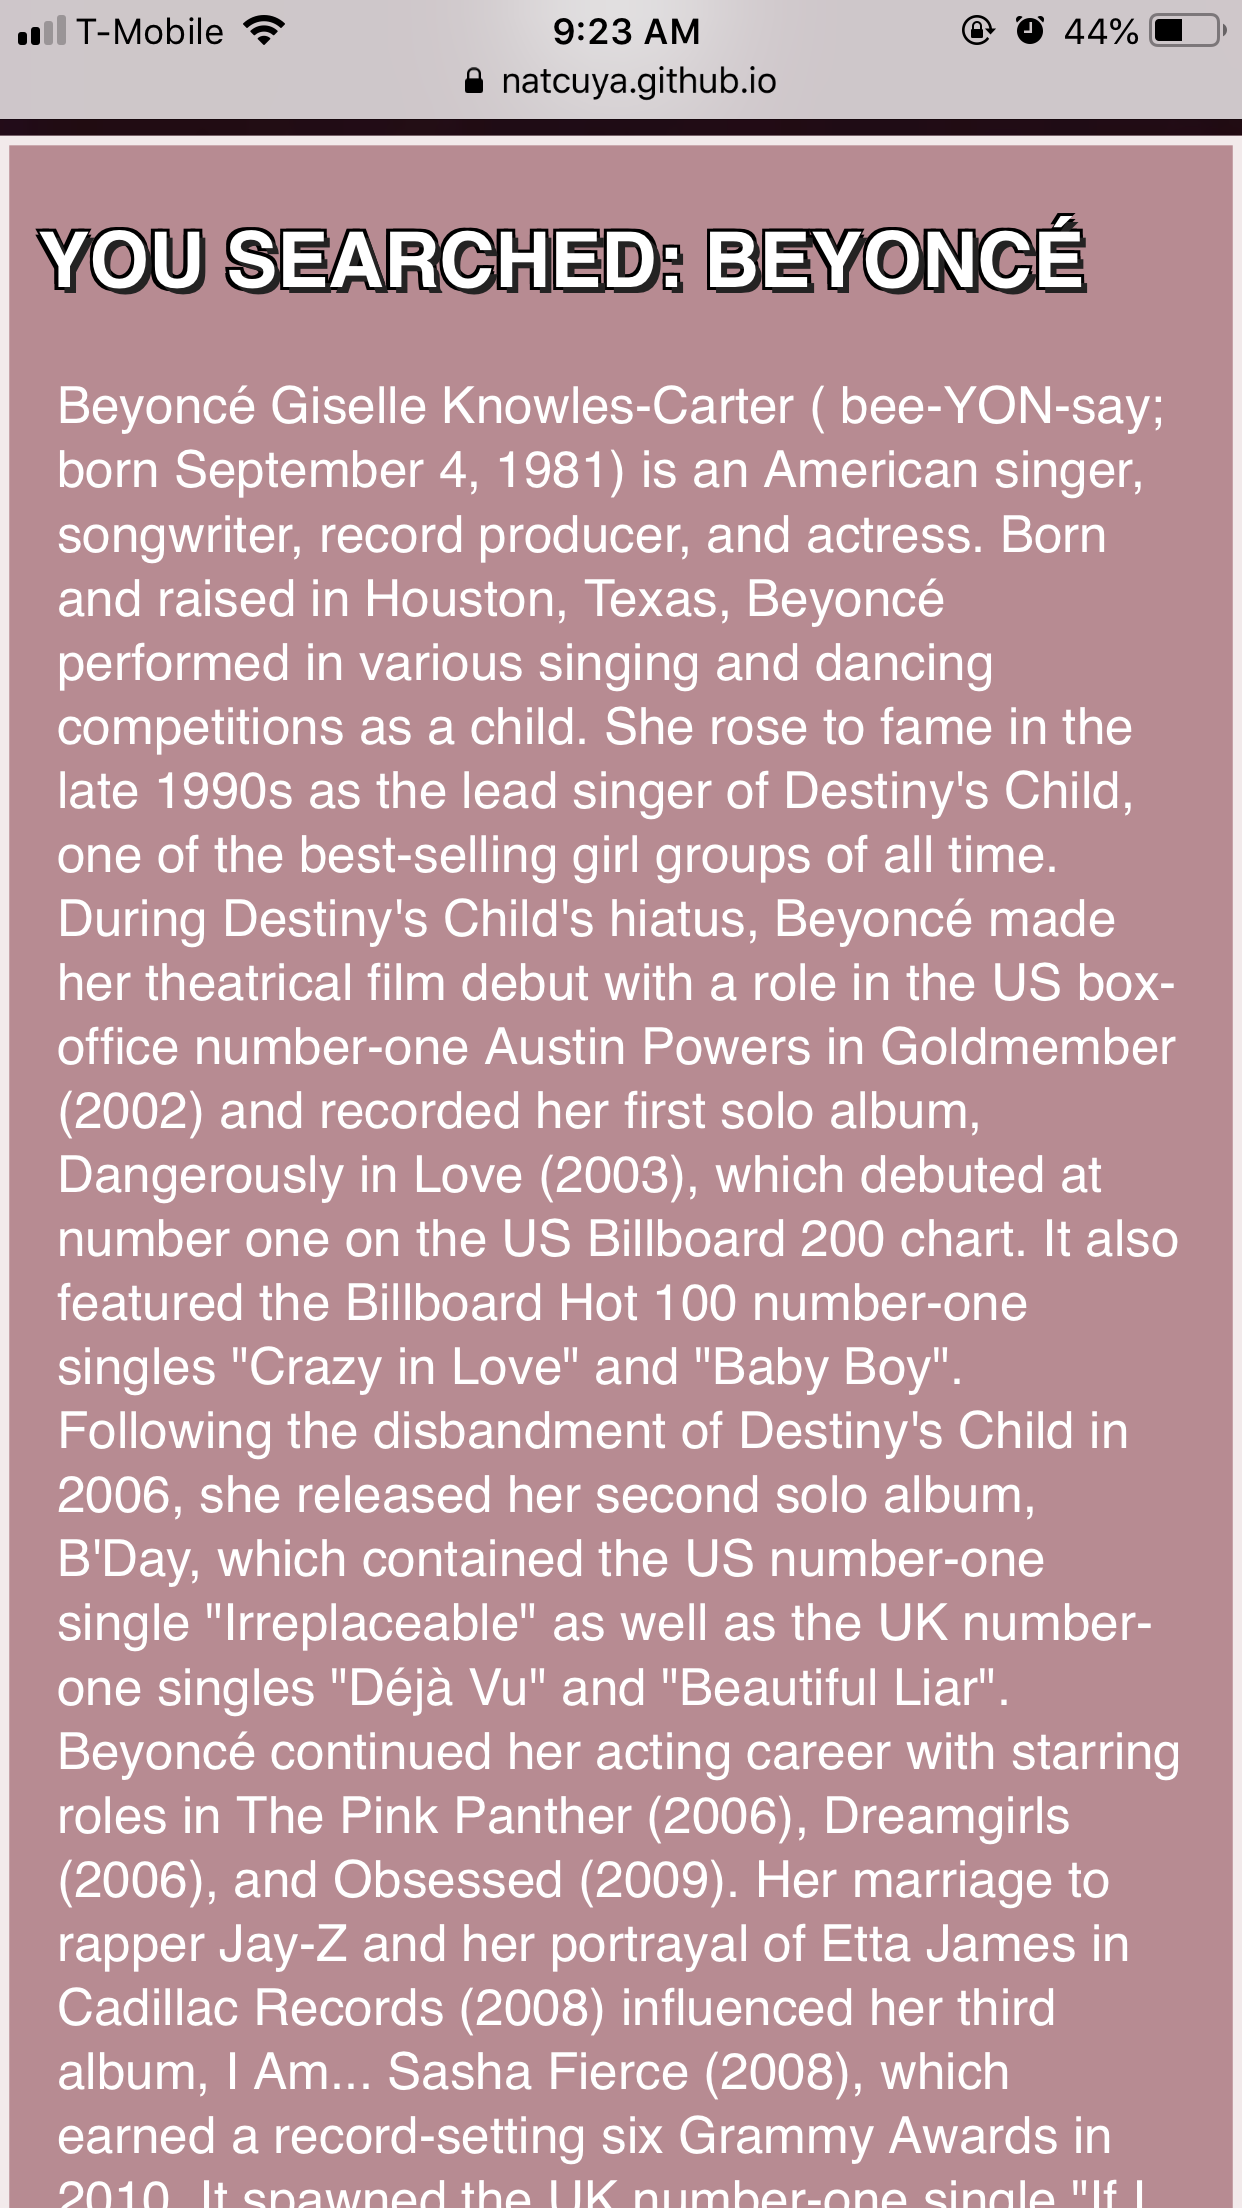 T-Mobile 9:23 AM 44%
natcuya.github.io
YOU SEARCHED: BEYONCÉ
Beyoncé Giselle Knowles-Carter ( bee-YON-say;
born September 4, 1981) is an American singer,
songwriter, record producer, and actress. Born
and raised in Houston, Texas, Beyoncé
performed in various singing and dancing
competitions as a child. She rose to fame in the
late 1990s as the lead singer of Destiny's Child,
one of the best-selling girl groups of all time.
During Destiny's Child's hiatus, Beyoncé made
her theatrical film debut with a role in the US box-
office number-one Austin Powers in Goldmember
(2002) and recorded her first solo album,
Dangerously in Love (2003), which debuted at
number one on the US Billboard 200 chart. It also
featured the Billboard Hot 100 number-one
singles "Crazy in Love" and "Baby Boy".
Following the disbandment of Destiny's Child in
2006, she released her second solo album,
B'Day, which contained the US number-one
single "Irreplaceable" as well as the UK number-
one singles "Déjà Vu" and "Beautiful Liar".
Beyoncé continued her acting career with starring
roles in The Pink Panther (2006), Dreamgirls
(2006), and Obsessed (2009). Her marriage to
rapper Jay-Z and her portrayal of Etta James in
Cadillac Records (2008) influenced her third
album, I Am... Sasha Fierce (2008), which
earned a record-setting six Grammy Awards in
2010. It spawned the UK number-one single "If I